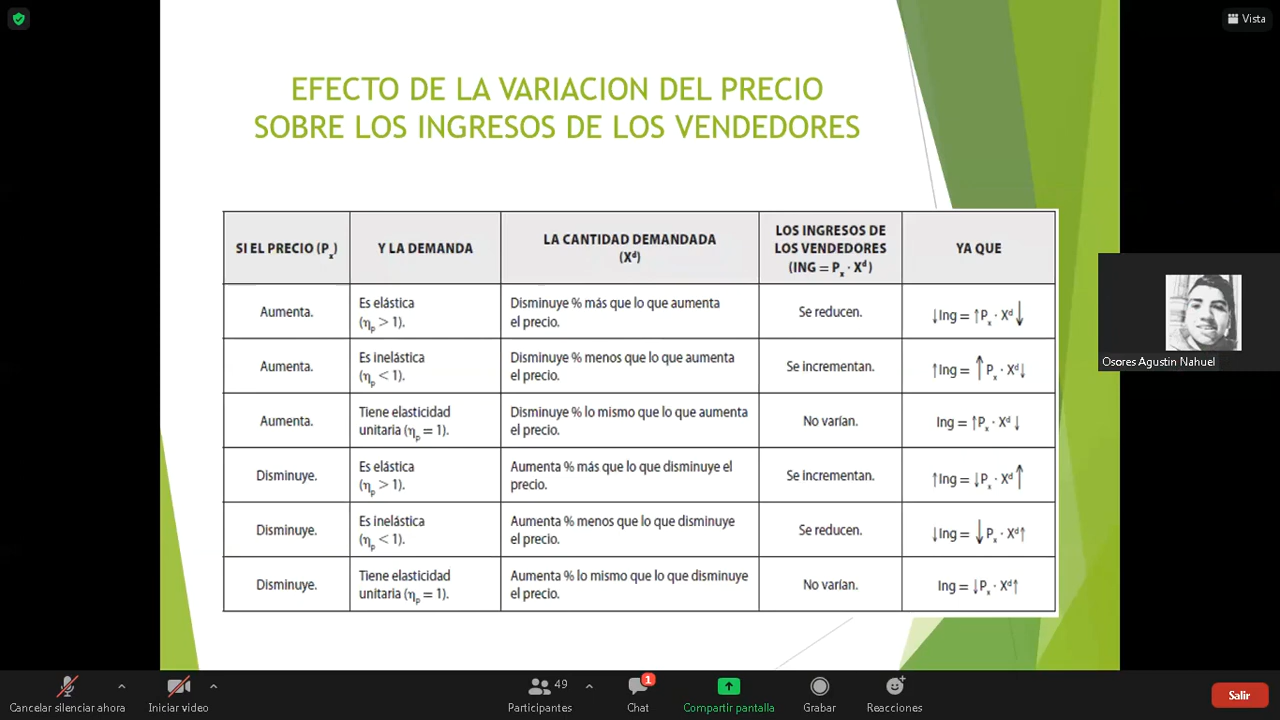 Vista
EFECTO DE LA VARIACION DEL PRECIO
SOBRE LOS INGRESOS DE LOS VENDEDORES
SI EL PRECIO (Pₓ)
Y LA DEMANDA
LA CANTIDAD DEMANDADA
(Xᵈ)
LOS INGRESOS DE
LOS VENDEDORES
(ING = Pₓ · Xᵈ)
YA QUE
Aumenta.
Es elástica
(ηₚ > 1).
Disminuye % más que lo que aumenta
el precio.
Se reducen.
↓Ing = ↑Pₓ · Xᵈ↓
Aumenta.
Es inelástica
(ηₚ < 1).
Disminuye % menos que lo que aumenta
el precio.
Se incrementan.
↑Ing = ↑Pₓ · Xᵈ↓
Aumenta.
Tiene elasticidad
unitaria (ηₚ = 1).
Disminuye % lo mismo que lo que aumenta
el precio.
No varían.
Ing = ↑Pₓ · Xᵈ↓
Disminuye.
Es elástica
(ηₚ > 1).
Aumenta % más que lo que disminuye el
precio.
Se incrementan.
↑Ing = ↓Pₓ · Xᵈ↑
Disminuye.
Es inelástica
(ηₚ < 1).
Aumenta % menos que lo que disminuye
el precio.
Se reducen.
↓Ing = ↓Pₓ · Xᵈ↑
Disminuye.
Tiene elasticidad
unitaria (ηₚ = 1).
Aumenta % lo mismo que lo que disminuye
el precio.
No varían.
Ing = ↓Pₓ · Xᵈ↑
Osores Agustin Nahuel
Cancelar silenciar ahora
Iniciar video
49
Participantes
1
Chat
Compartir pantalla
Grabar
Reacciones
Salir